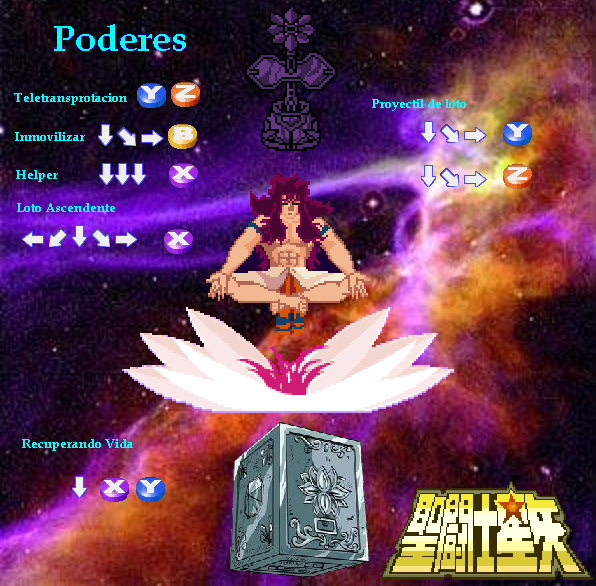 Poderes
Teletransprotacion Y Z
Inmovilizar B
Helper X
Loto Ascendente
X
Proyectil de loto
Y
Z
Recuperando Vida
X Y
聖闘士星矢